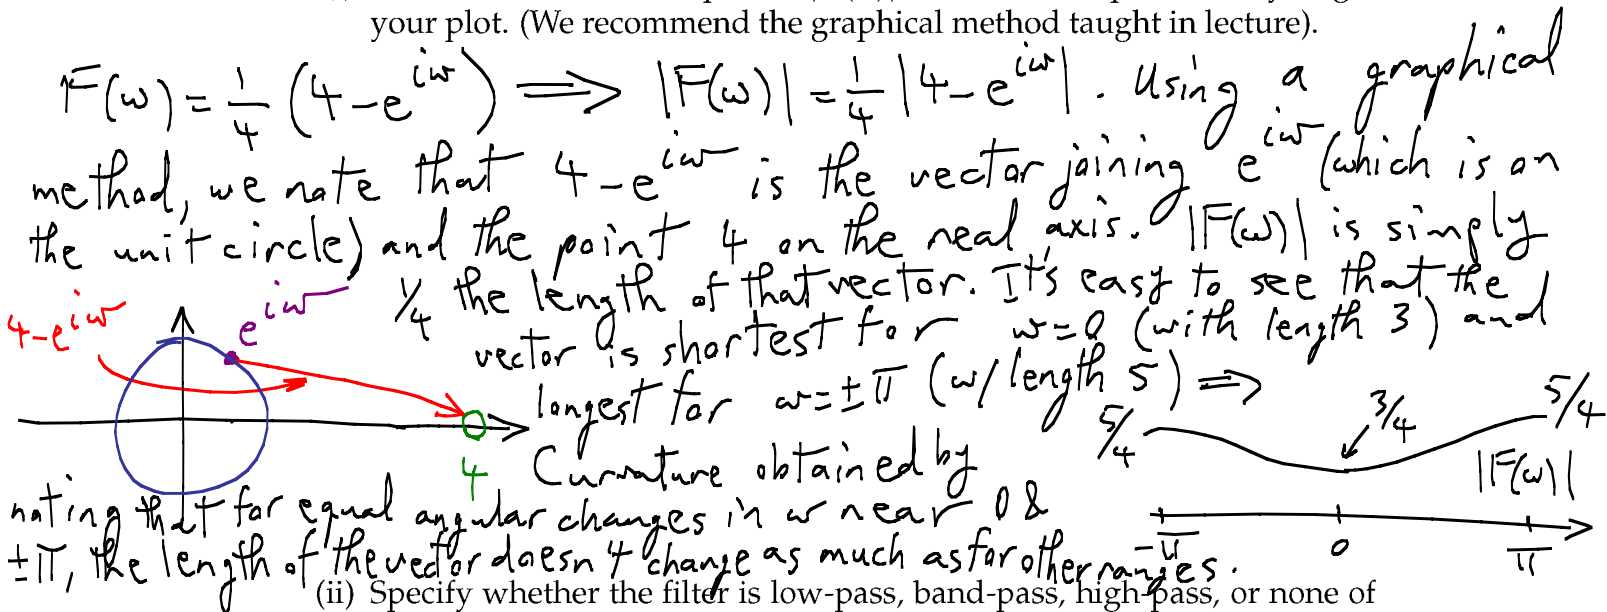 your plot. (We recommend the graphical method taught in lecture).
F(ω) = 1/4 (4 - e^{iω}) ⟹ |F(ω)| = 1/4 |4 - e^{iω}|. Using a graphical
method, we note that 4 - e^{iω} is the vector joining e^{iω} (which is on
the unit circle) and the point 4 on the real axis. |F(ω)| is simply
1/4 the length of that vector. It's easy to see that the
vector is shortest for ω=0 (with length 3) and
longest for ω=±π (w/ length 5) ⟹
4-e^{iω}
e^{iω}
4
5/4
3/4
5/4
|F(ω)|
-π
0
π
Curvature obtained by
noting that for equal angular changes in ω near 0 &
±π, the length of the vector doesn't change as much as for other ranges.
(ii) Specify whether the filter is low-pass, band-pass, high-pass, or none of